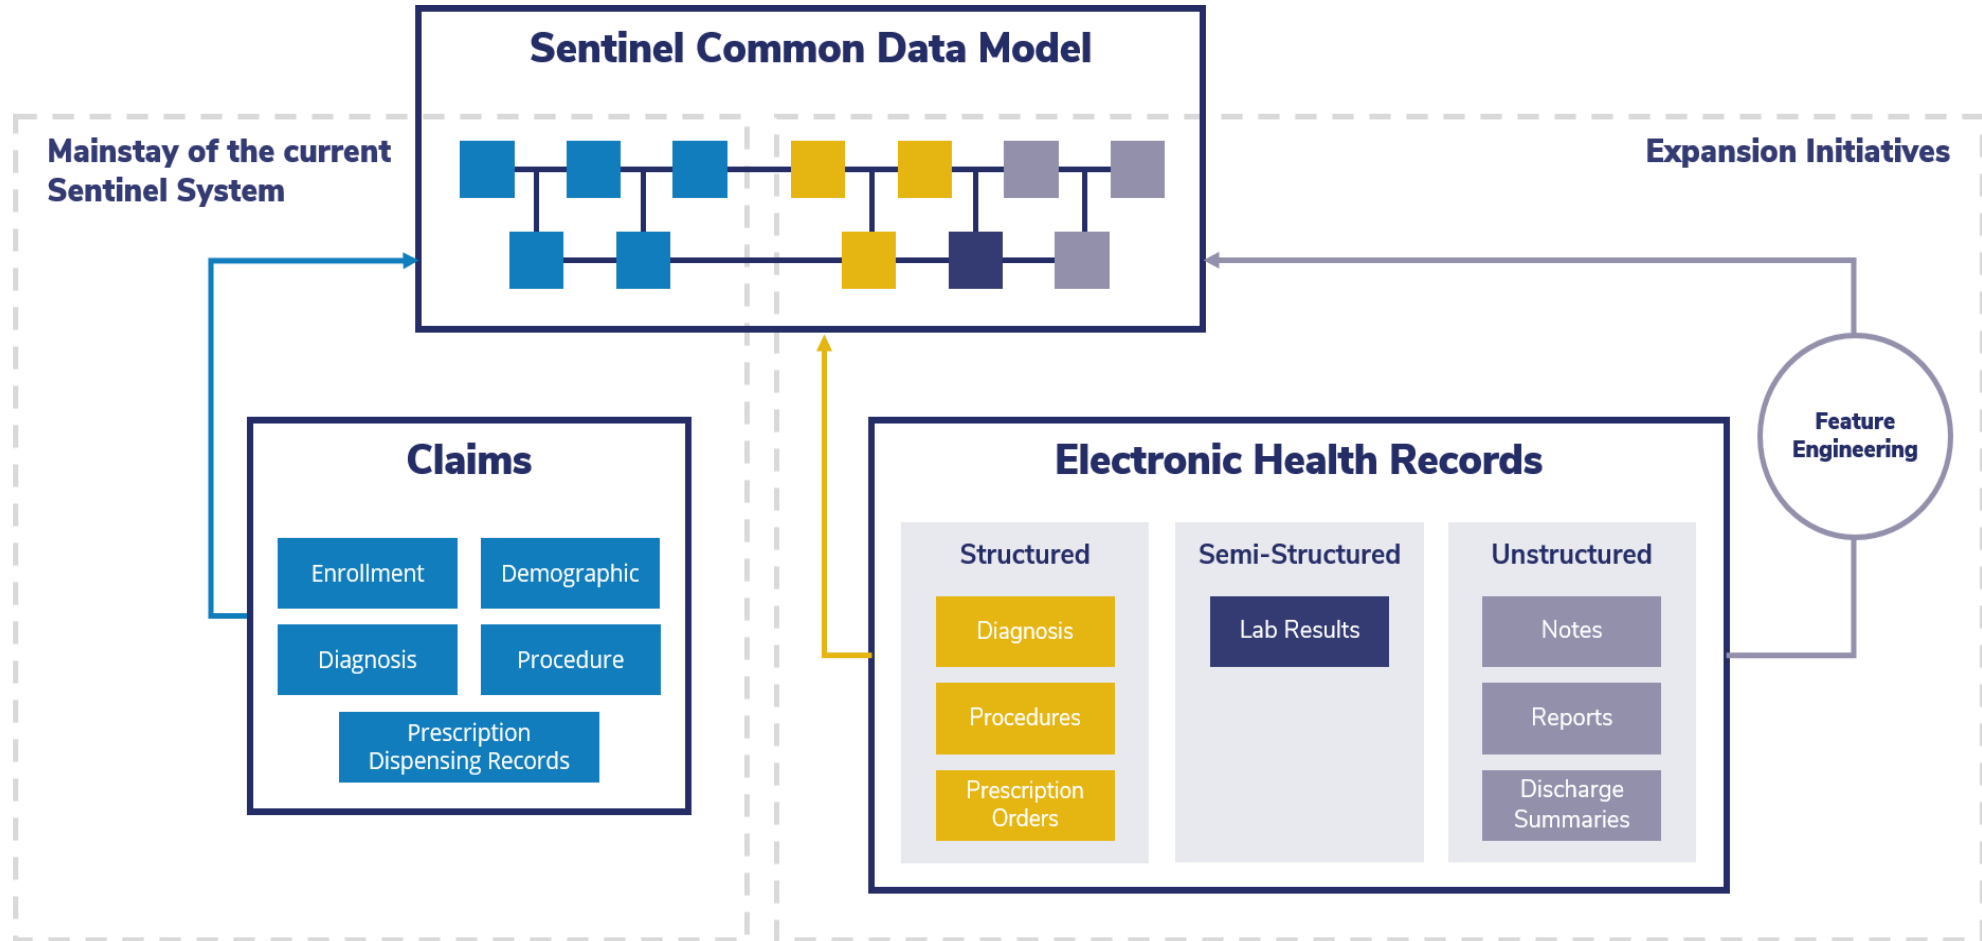 Sentinel Common Data Model
Mainstay of the current
Sentinel System
Expansion Initiatives
Claims
Enrollment
Demographic
Diagnosis
Procedure
Prescription
Dispensing Records
Electronic Health Records
Structured
Diagnosis
Procedures
Prescription
Orders
Semi-Structured
Lab Results
Unstructured
Notes
Reports
Discharge
Summaries
Feature
Engineering